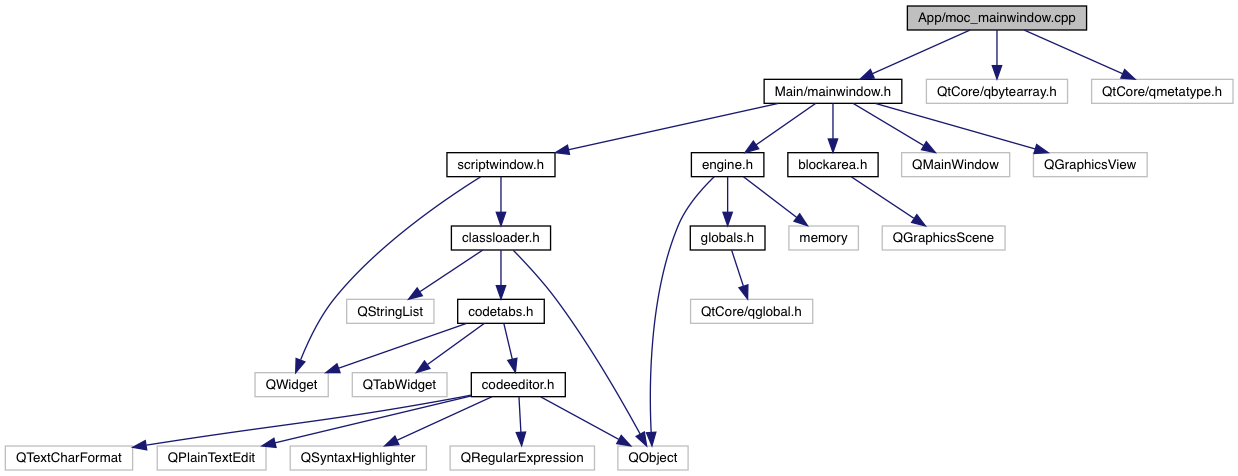 App/moc_mainwindow.cpp
Main/mainwindow.h
QtCore/qbytearray.h
QtCore/qmetatype.h
scriptwindow.h
engine.h
blockarea.h
QMainWindow
QGraphicsView
classloader.h
globals.h
memory
QGraphicsScene
QStringList
codetabs.h
QtCore/qglobal.h
QWidget
QTabWidget
codeeditor.h
QTextCharFormat
QPlainTextEdit
QSyntaxHighlighter
QRegularExpression
QObject